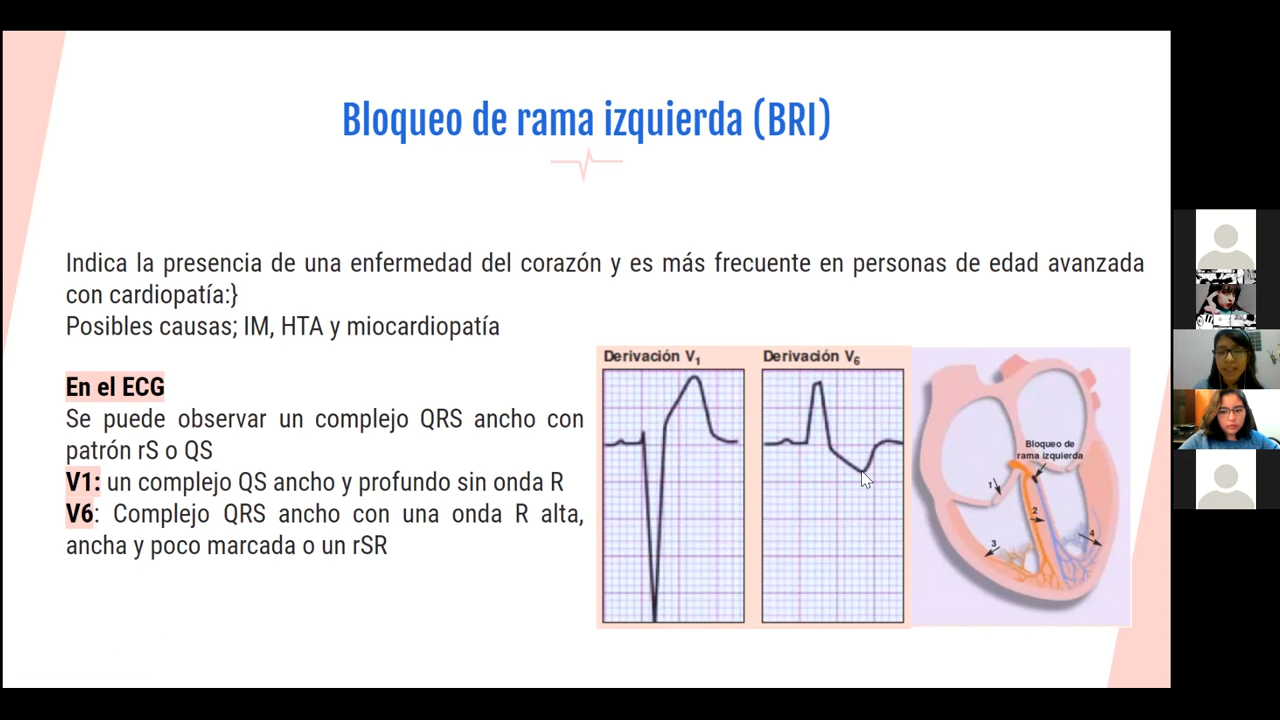 Bloqueo de rama izquierda (BRI)
Indica la presencia de una enfermedad del corazón y es más frecuente en personas de edad avanzada
con cardiopatía:}
Posibles causas; IM, HTA y miocardiopatía
En el ECG
Se puede observar un complejo QRS ancho con
patrón rS o QS
V1: un complejo QS ancho y profundo sin onda R
V6: Complejo QRS ancho con una onda R alta,
ancha y poco marcada o un rSR
Derivación V1
Derivación V6
Bloqueo de
rama izquierda
1
2
3
4